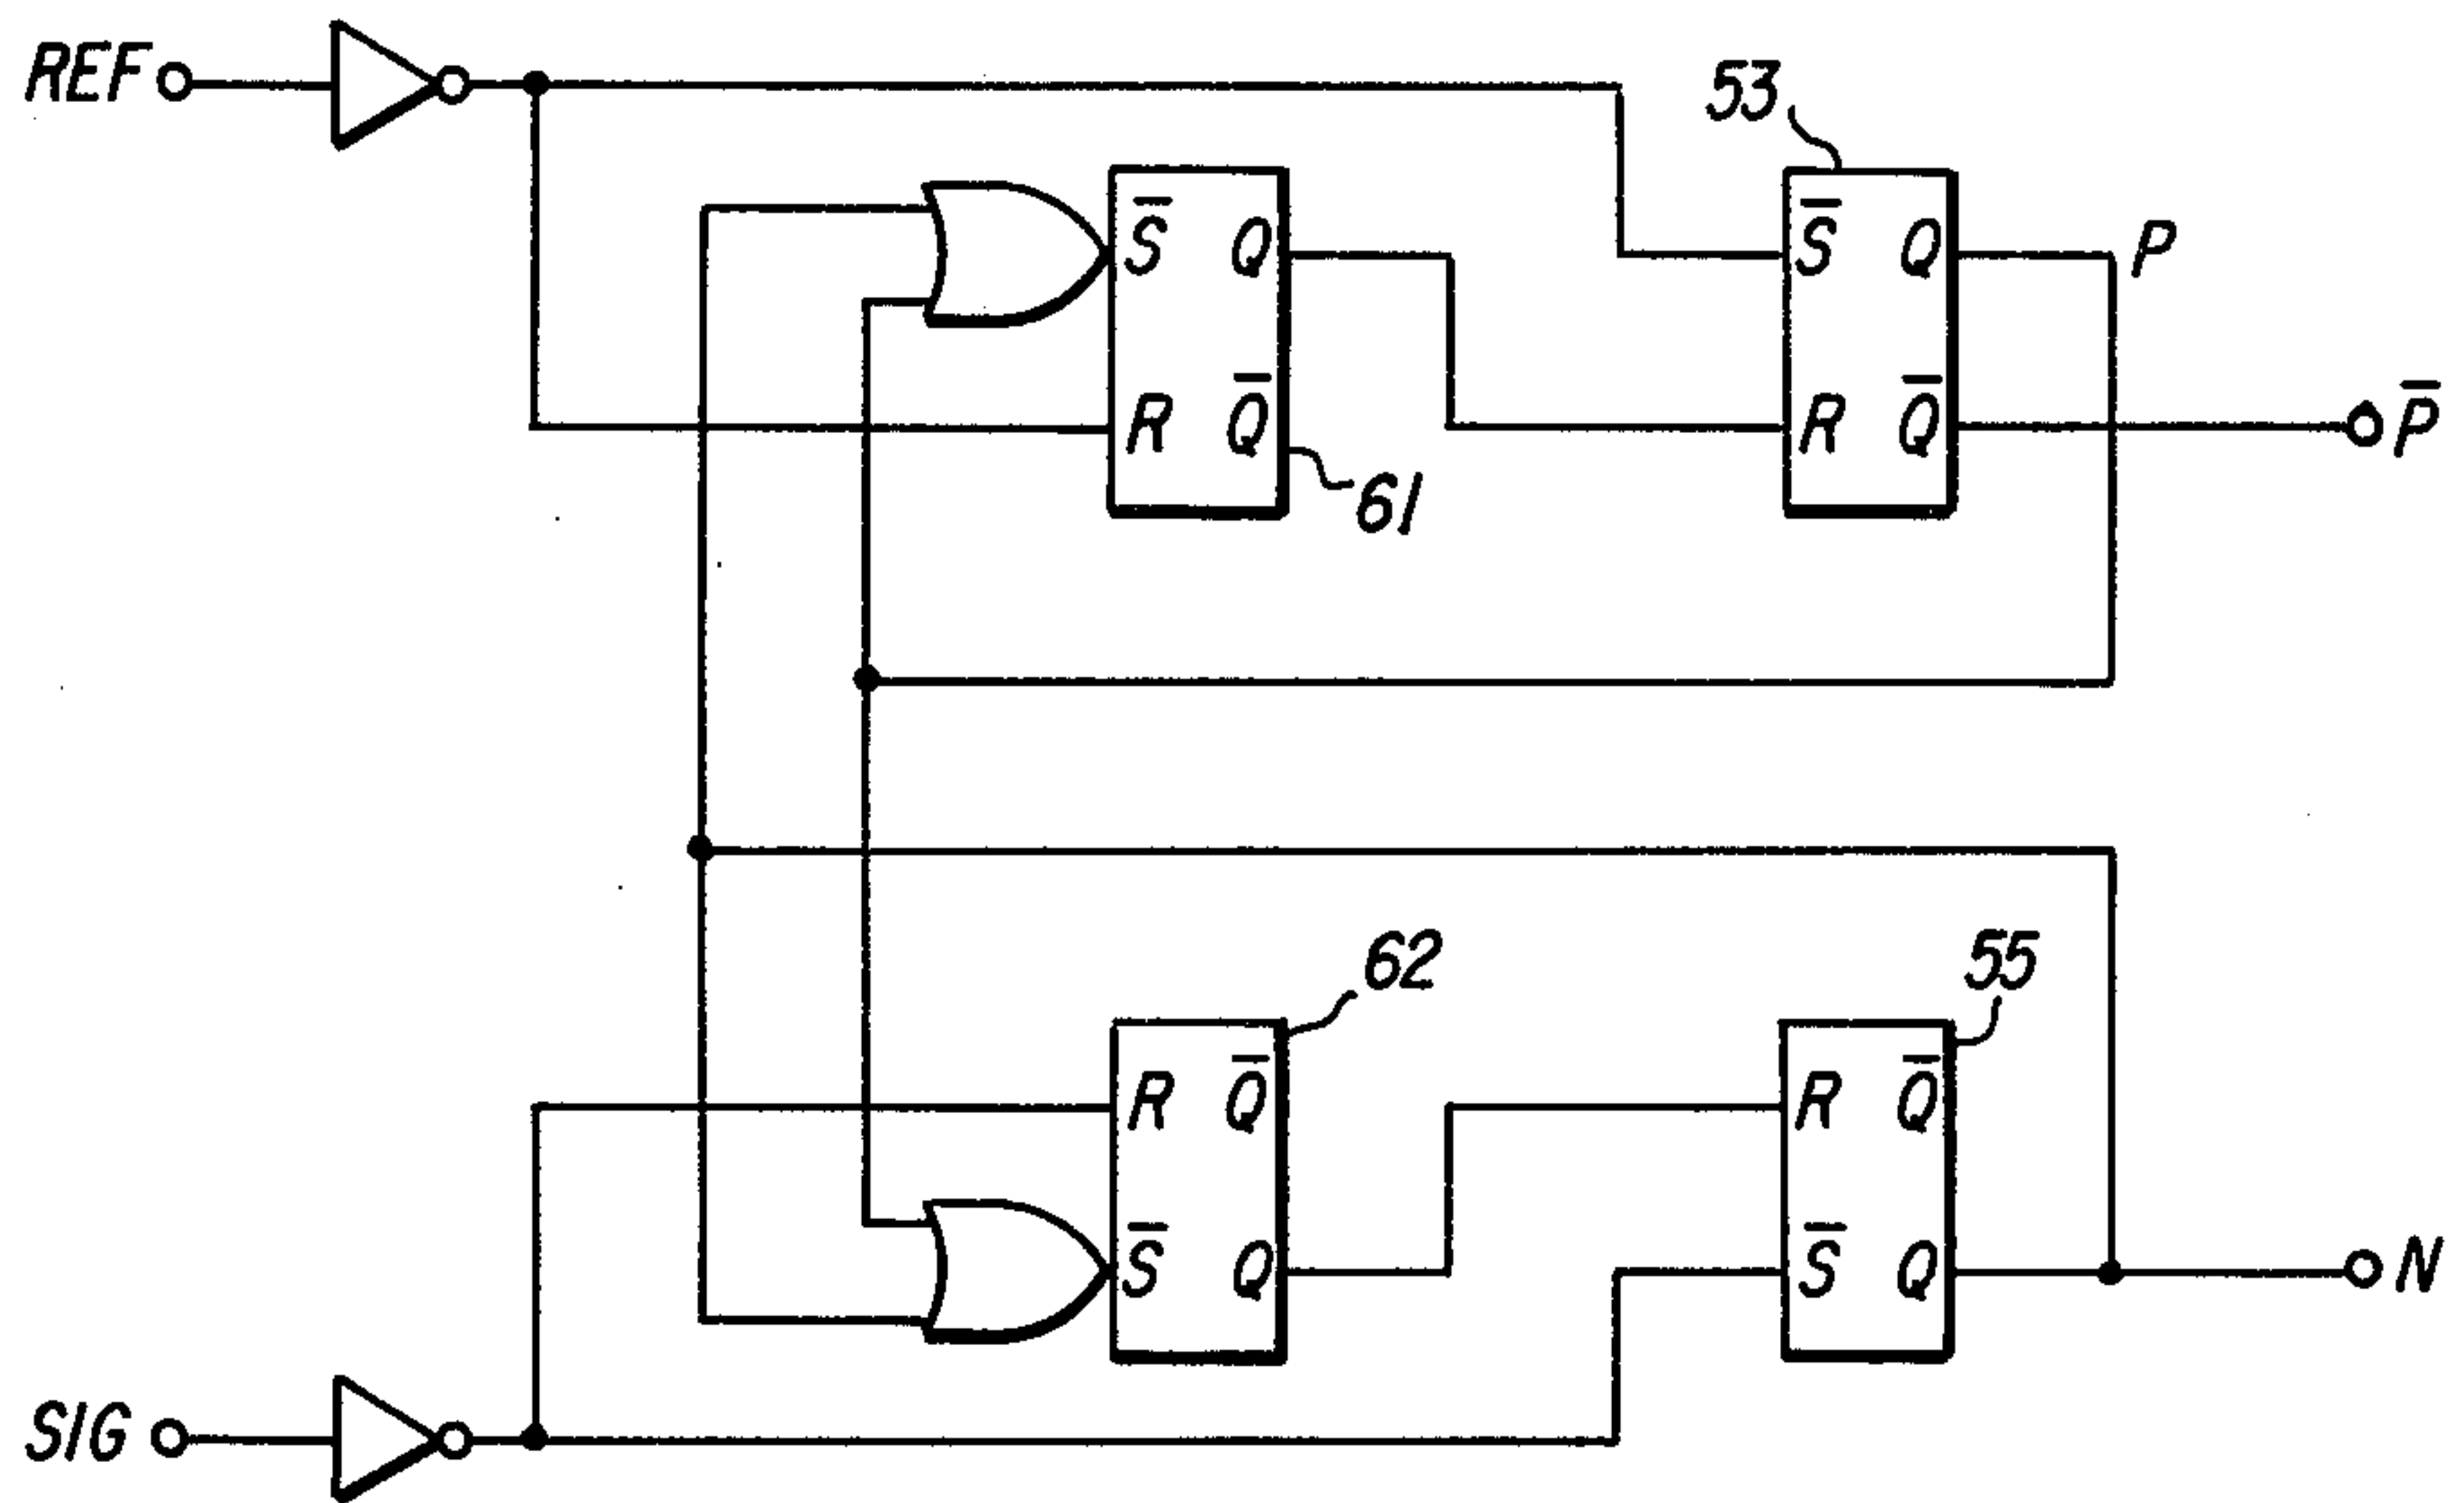 REF
53
S̅ Q
S̅ Q
P
R Q̅
R Q̅
P̅
61
62
55
R Q̅
R Q̅
S̅ Q
S̅ Q
N
SIG